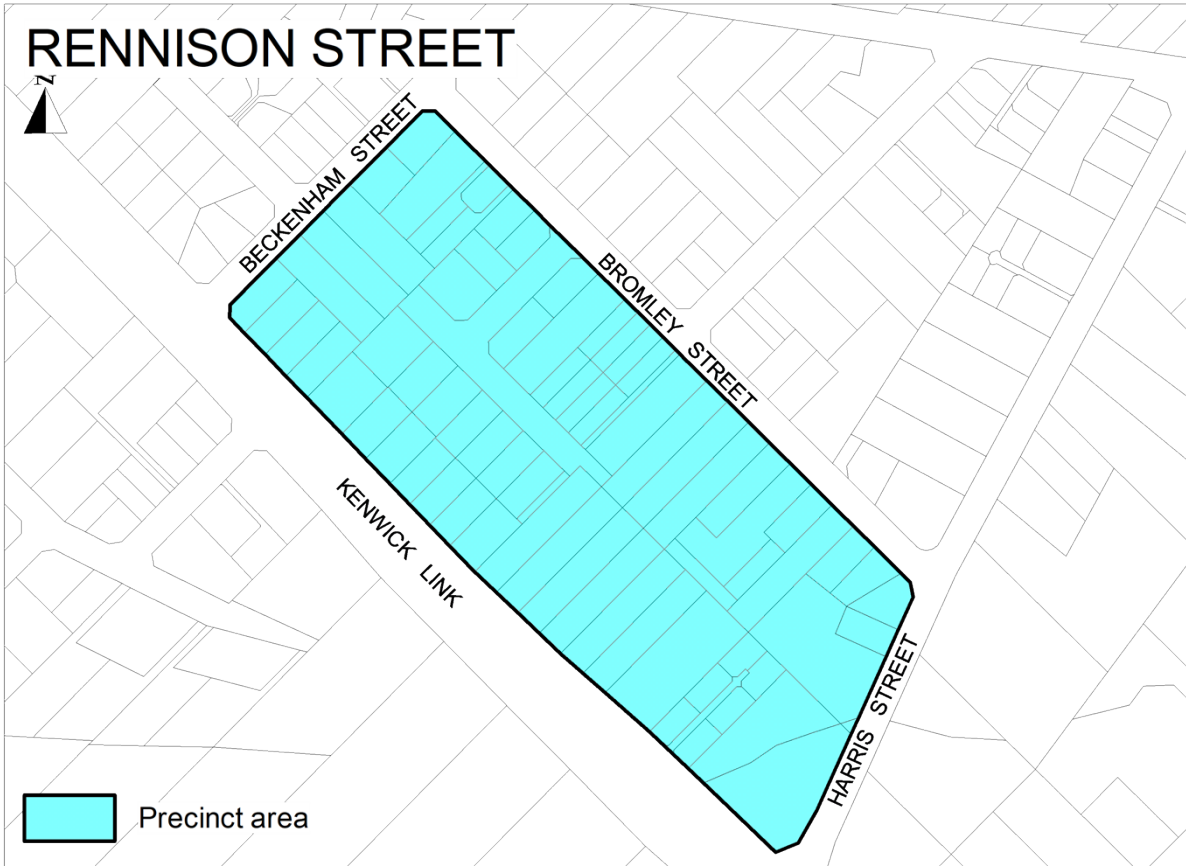 RENNISON STREET
N
BECKENHAM STREET
BROMLEY STREET
KENWICK LINK
HARRIS STREET
Precinct area